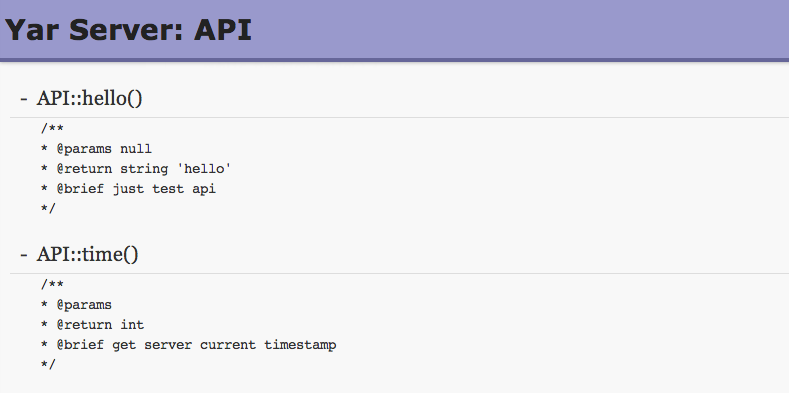 Yar Server: API
- API::hello()
/**
* @params null
* @return string 'hello'
* @brief just test api
*/
- API::time()
/**
* @params
* @return int
* @brief get server current timestamp
*/